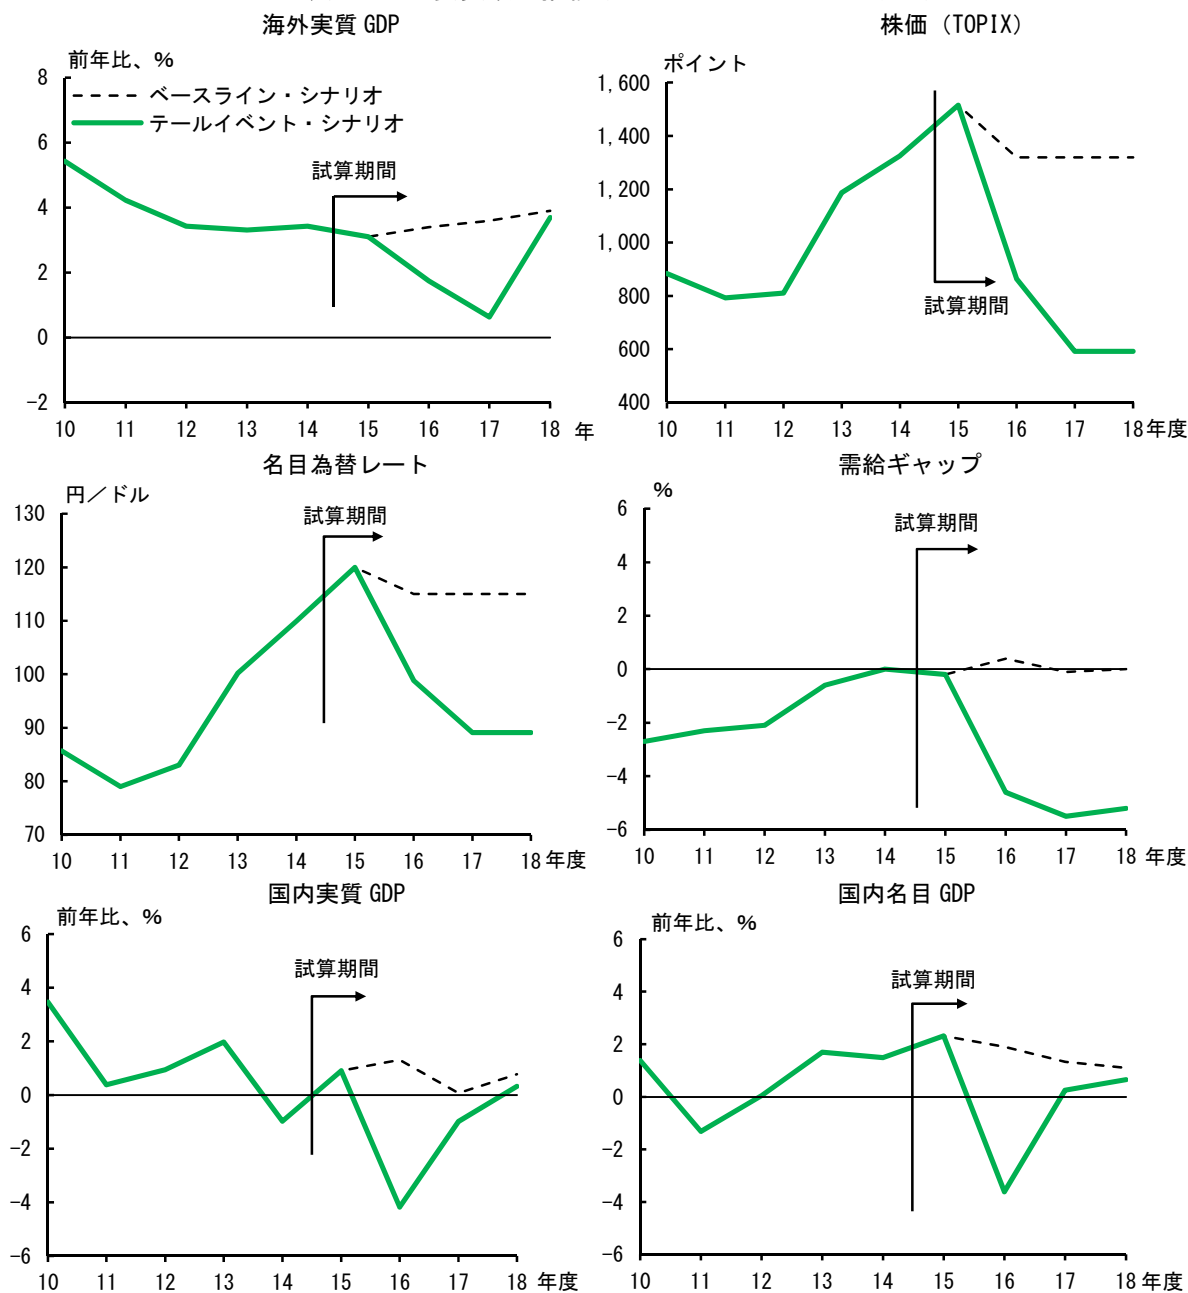 海外実質 GDP
前年比、%
8
6
4
2
0
-2
ベースライン・シナリオ
テールイベント・シナリオ
試算期間
10 11 12 13 14 15 16 17 18 年
株価（TOPIX）
ポイント
1,600
1,400
1,200
1,000
800
600
400
試算期間
10 11 12 13 14 15 16 17 18 年度
名目為替レート
円／ドル
130
120
110
100
90
80
70
試算期間
10 11 12 13 14 15 16 17 18 年度
需給ギャップ
%
6
4
2
0
-2
-4
-6
試算期間
10 11 12 13 14 15 16 17 18 年度
国内実質 GDP
前年比、%
6
4
2
0
-2
-4
-6
試算期間
10 11 12 13 14 15 16 17 18 年度
国内名目 GDP
前年比、%
6
4
2
0
-2
-4
-6
試算期間
10 11 12 13 14 15 16 17 18 年度